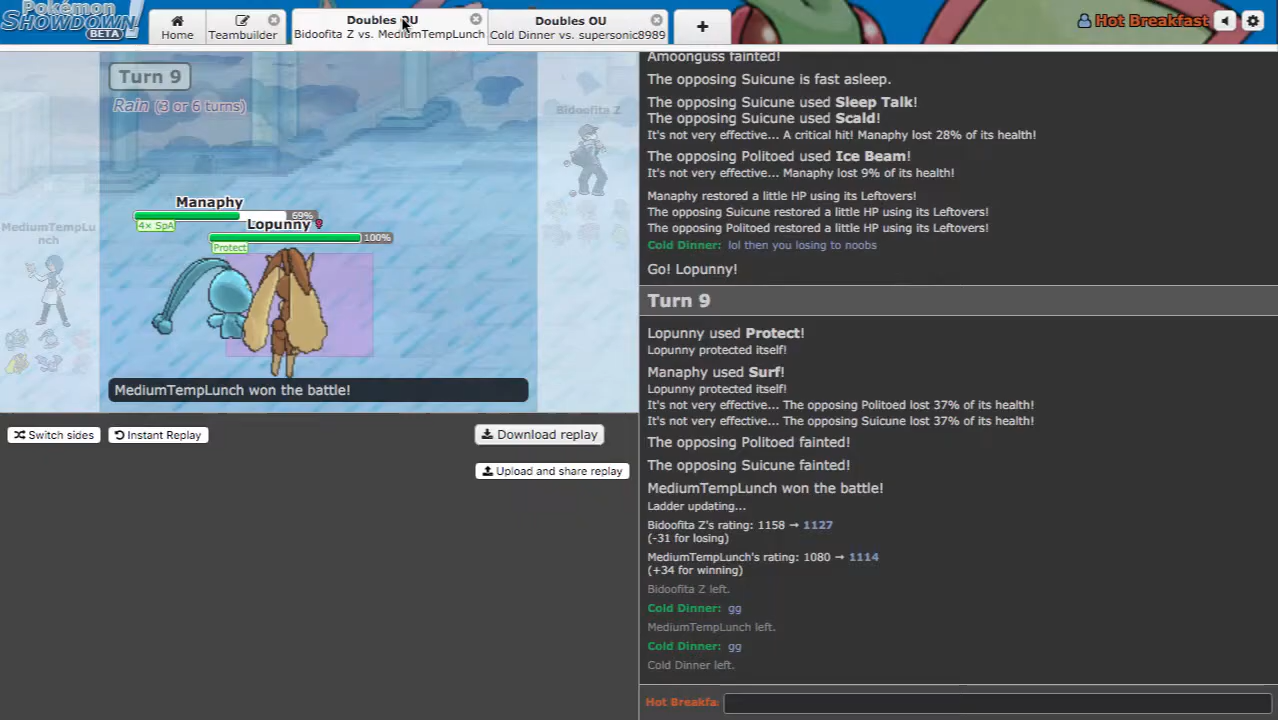 Pokémon
SHOWDOWN!
BETA
Home
Teambuilder
Doubles OU
Bidoofita Z vs. MediumTempLunch
Doubles OU
Cold Dinner vs. supersonic8989
Hot Breakfast
Turn 9
Rain (3 or 6 turns)
Bidoofita Z
MediumTempLu
nch
Manaphy
69%
4× SpA
Lopunny
100%
Protect
MediumTempLunch won the battle!
Switch sides
Instant Replay
Download replay
Upload and share replay
Amoonguss fainted!
The opposing Suicune is fast asleep.
The opposing Suicune used Sleep Talk!
The opposing Suicune used Scald!
It's not very effective... A critical hit! Manaphy lost 28% of its health!
The opposing Politoed used Ice Beam!
It's not very effective... Manaphy lost 9% of its health!
Manaphy restored a little HP using its Leftovers!
The opposing Suicune restored a little HP using its Leftovers!
The opposing Politoed restored a little HP using its Leftovers!
Cold Dinner: lol then you losing to noobs
Go! Lopunny!
Turn 9
Lopunny used Protect!
Lopunny protected itself!
Manaphy used Surf!
Lopunny protected itself!
It's not very effective... The opposing Politoed lost 37% of its health!
It's not very effective... The opposing Suicune lost 37% of its health!
The opposing Politoed fainted!
The opposing Suicune fainted!
MediumTempLunch won the battle!
Ladder updating...
Bidoofita Z's rating: 1158 → 1127
(-31 for losing)
MediumTempLunch's rating: 1080 → 1114
(+34 for winning)
Bidoofita Z left.
Cold Dinner: gg
MediumTempLunch left.
Cold Dinner: gg
Cold Dinner left.
Hot Breakfa